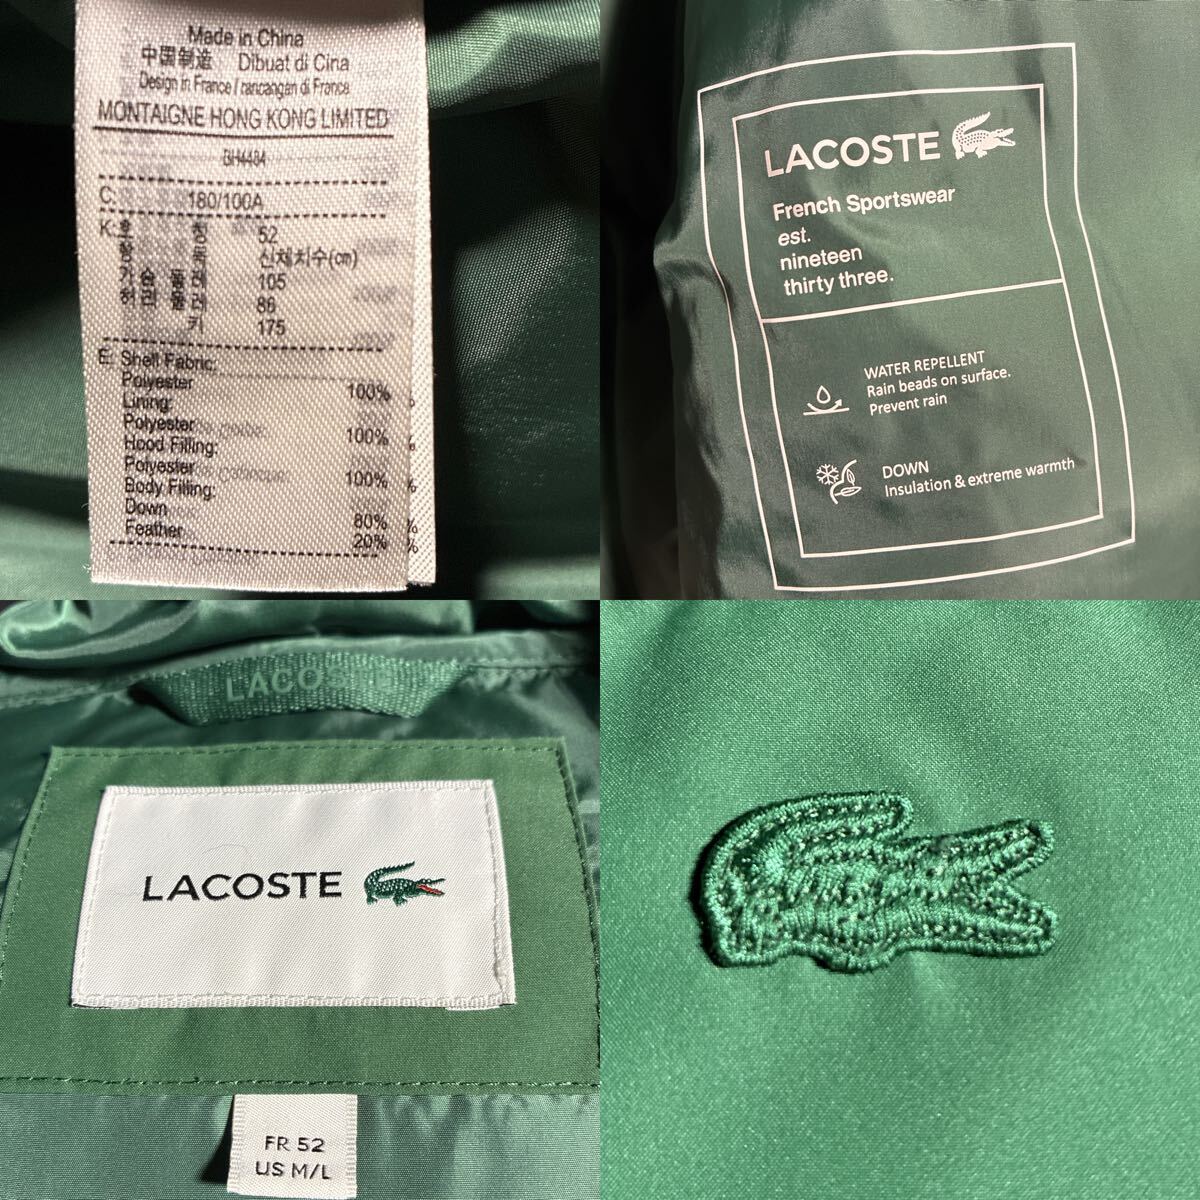 Made in China
中国制造 Dibuat di Cina
Design in France / rancangan di France
MONTAIGNE HONG KONG LIMITED
BH4484
C: 180/100A
K: 52
신체치수(cm)
105
86
키 175
E: Shell Fabric:
Polyester 100%
Lining:
Polyester 100%
Hood Filling:
Polyester 100%
Body Filling:
Down 80%
Feather 20%
LACOSTE
French Sportswear
est.
nineteen
thirty three.
WATER REPELLENT
Rain beads on surface.
Prevent rain
DOWN
Insulation & extreme warmth
LACOSTE
LACOSTE
FR 52
US M/L